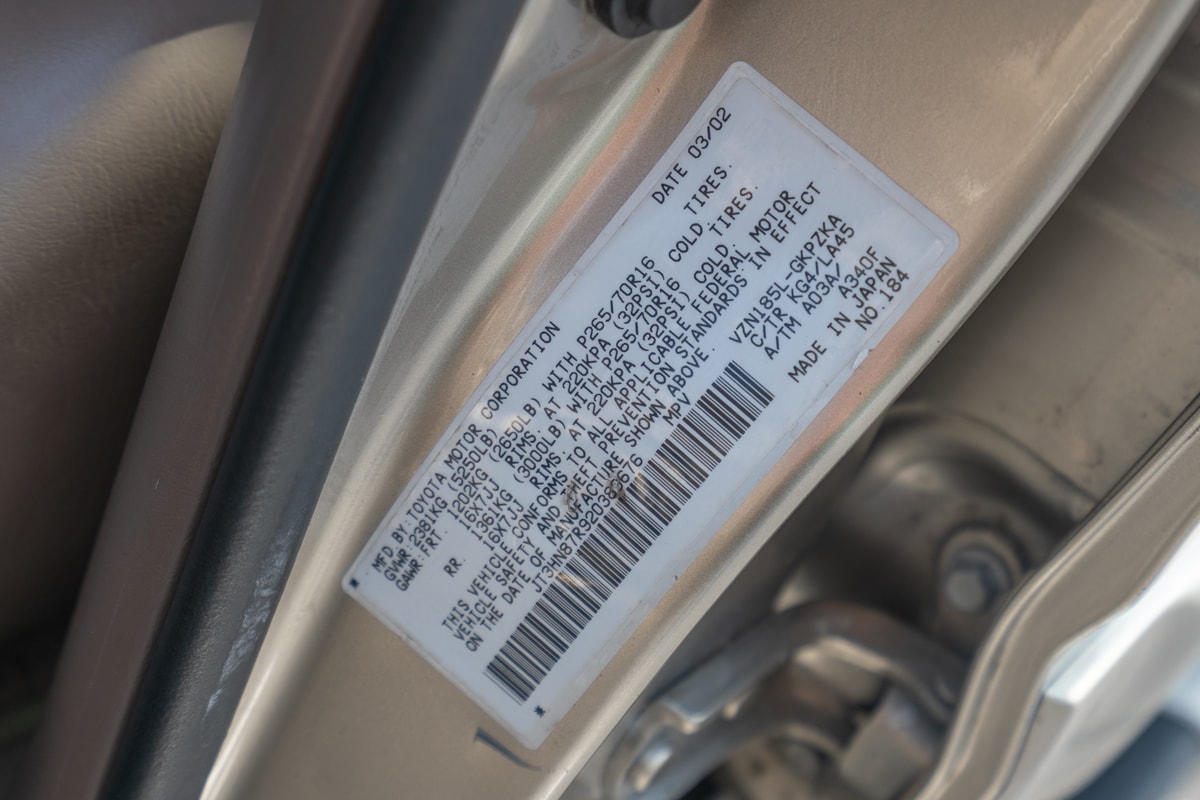 MFD BY: TOYOTA MOTOR CORPORATION DATE 03/02
GVWR: 2381KG (5250LB)
GAWR: FRT. 1202KG (2650LB) WITH P265/70R16
16X7JJ RIMS AT 220KPA (32PSI) COLD TIRES.
RR. 1361KG (3000LB) WITH P265/70R16 TIRES.
16X7JJ RIMS AT 220KPA (32PSI) COLD.
THIS VEHICLE CONFORMS TO ALL APPLICABLE FEDERAL MOTOR
VEHICLE SAFETY AND THEFT PREVENTION STANDARDS IN EFFECT
ON THE DATE OF MANUFACTURE SHOWN ABOVE.
MPV
VZN185L-GKPZKA
C/TR KG4/LA45
A/TM A03A/ A340F
MADE IN JAPAN
NO.184